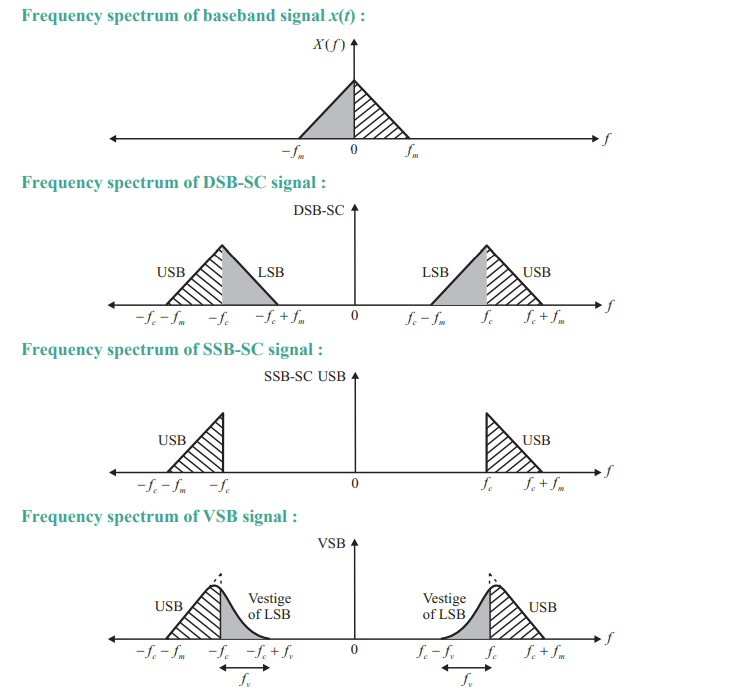 Frequency spectrum of baseband signal x(t) :
X(f)
f
−fm 0 fm
Frequency spectrum of DSB-SC signal :
DSB-SC
USB LSB LSB USB
f
−fc − fm −fc −fc + fm 0 fc − fm fc fc + fm
Frequency spectrum of SSB-SC signal :
SSB-SC USB
USB USB
f
−fc − fm −fc 0 fc fc + fm
Frequency spectrum of VSB signal :
VSB
USB Vestige of LSB Vestige of LSB USB
f
−fc − fm −fc −fc + fv 0 fc − fv fc fc + fm
fv fv